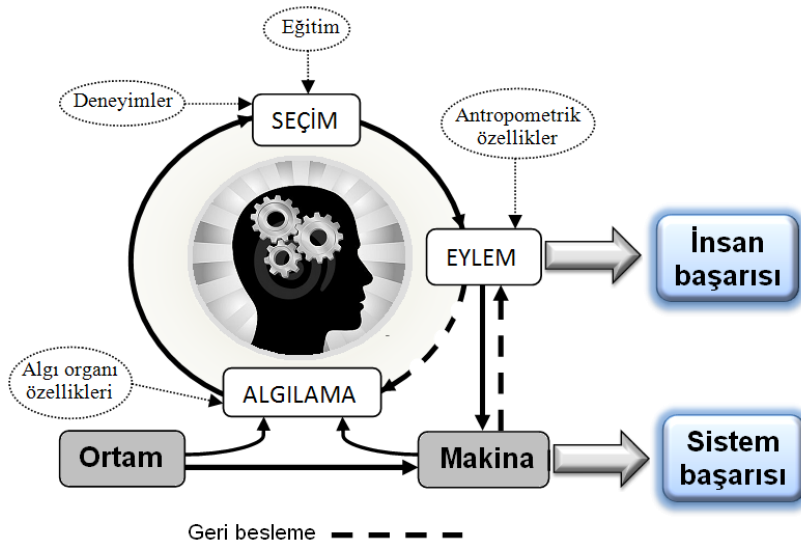 Eğitim
Deneyimler
SEÇİM
Antropometrik
özellikler
EYLEM
İnsan
başarısı
Algı organı
özellikleri
ALGILAMA
Ortam
Makina
Sistem
başarısı
Geri besleme